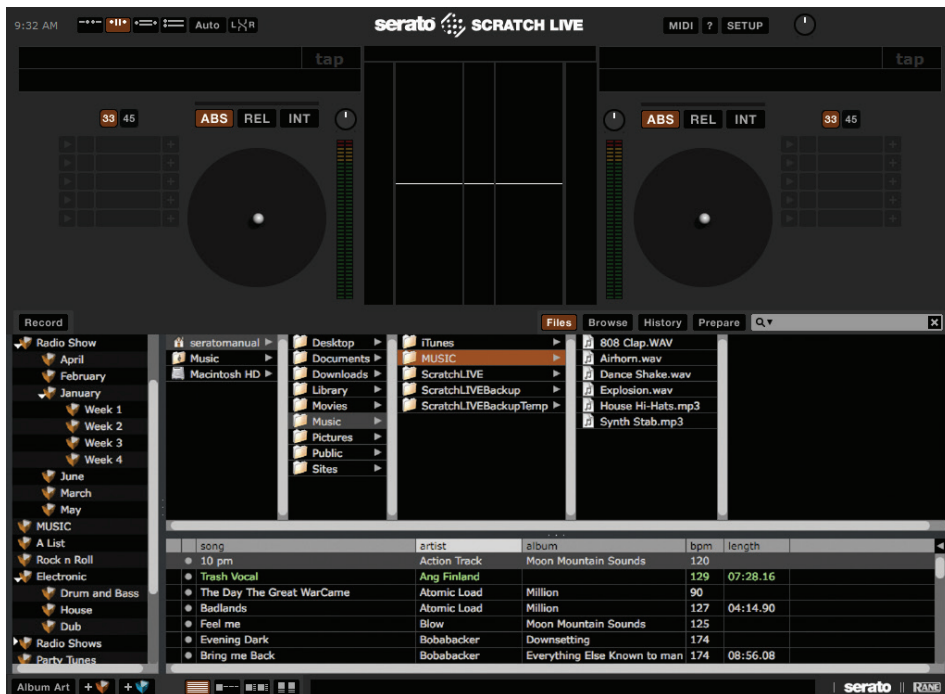 9:32 AM Auto L R serato SCRATCH LIVE MIDI ? SETUP
tap tap
33 45 ABS REL INT ABS REL INT 33 45
Record Files Browse History Prepare
Radio Show
April
February
January
Week 1
Week 2
Week 3
Week 4
June
March
May
MUSIC
A List
Rock n Roll
Electronic
Drum and Bass
House
Dub
Radio Shows
Party Tunes
seratomanual
Music
Macintosh HD
Desktop
Documents
Downloads
Library
Movies
Music
Pictures
Public
Sites
iTunes
MUSIC
ScratchLIVE
ScratchLIVEBackup
ScratchLIVEBackupTemp
808 Clap.WAV
Airhorn.wav
Dance Shake.wav
Explosion.wav
House Hi-Hats.mp3
Synth Stab.mp3
song artist album bpm length
10 pm Action Track Moon Mountain Sounds 120
Trash Vocal Ang Finland 129 07:28.16
The Day The Great WarCame Atomic Load Million 90
Badlands Atomic Load Million 127 04:14.90
Feel me Blow Moon Mountain Sounds 125
Evening Dark Bobabacker Downsetting 174
Bring me Back Bobabacker Everything Else Known to man 174 08:56.08
Album Art serato RANE